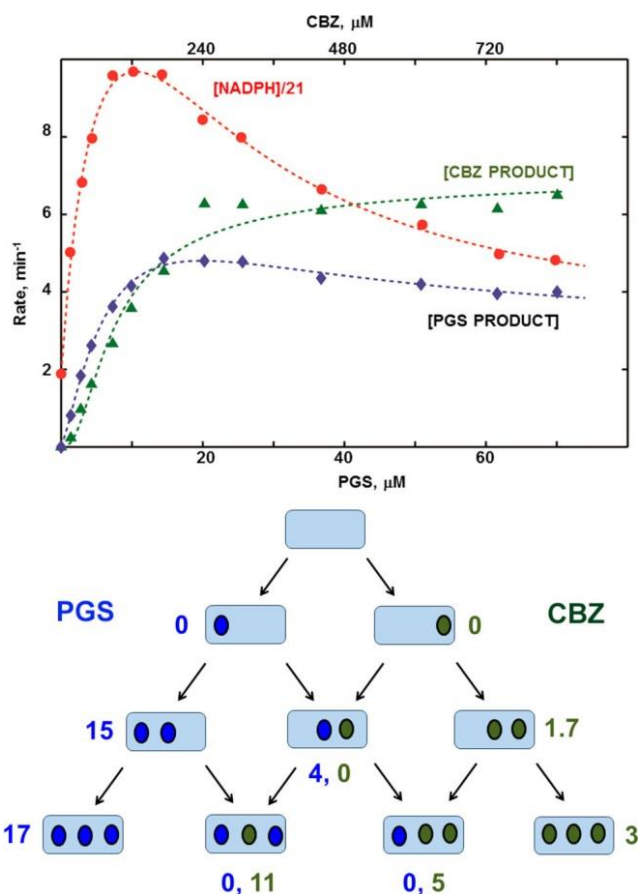 CBZ, μM
240 480 720
[NADPH]/21
8
[CBZ PRODUCT]
6
Rate, min⁻¹
4
[PGS PRODUCT]
2
20 40 60
PGS, μM
PGS CBZ
0 0
15 1.7
4, 0
17 3
0, 11 0, 5